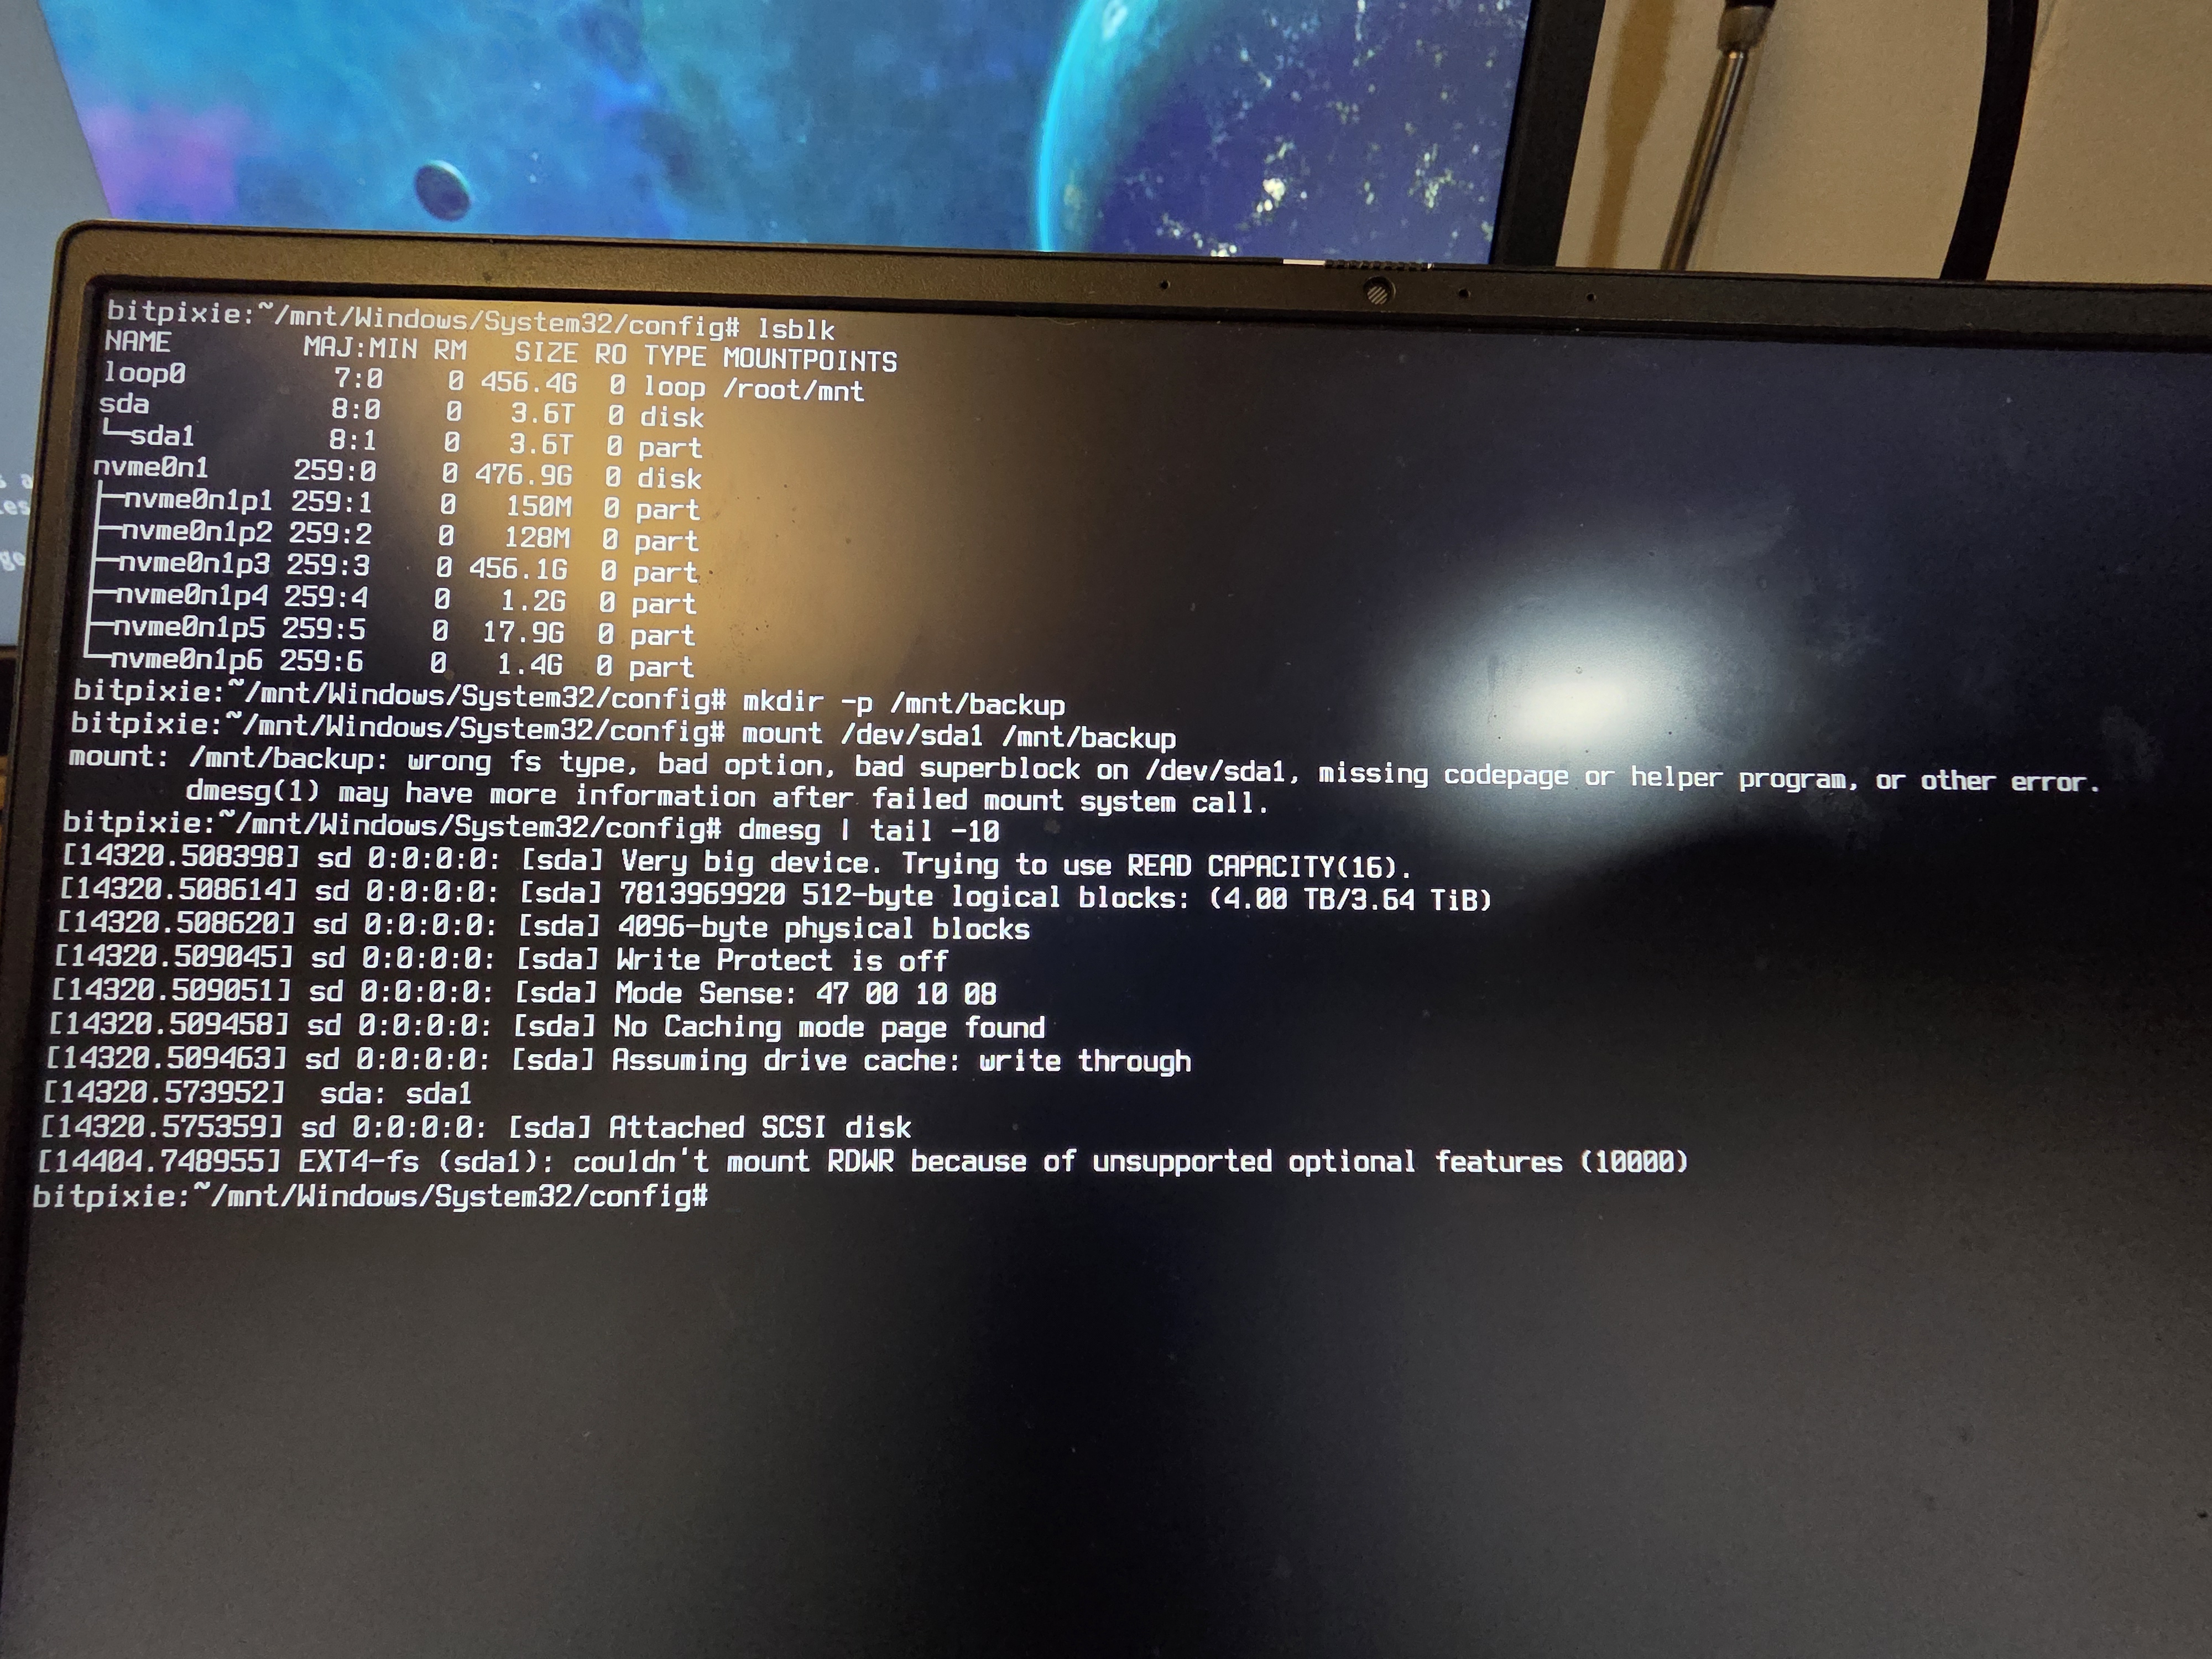 bitpixie:~/mnt/Windows/System32/config# lsblk
NAME MAJ:MIN RM SIZE RO TYPE MOUNTPOINTS
loop0 7:0 0 456.4G 0 loop /root/mnt
sda 8:0 0 3.6T 0 disk
└─sda1 8:1 0 3.6T 0 part
nvme0n1 259:0 0 476.9G 0 disk
├─nvme0n1p1 259:1 0 150M 0 part
├─nvme0n1p2 259:2 0 128M 0 part
├─nvme0n1p3 259:3 0 456.1G 0 part
├─nvme0n1p4 259:4 0 1.2G 0 part
├─nvme0n1p5 259:5 0 17.9G 0 part
└─nvme0n1p6 259:6 0 1.4G 0 part
bitpixie:~/mnt/Windows/System32/config# mkdir -p /mnt/backup
bitpixie:~/mnt/Windows/System32/config# mount /dev/sda1 /mnt/backup
mount: /mnt/backup: wrong fs type, bad option, bad superblock on /dev/sda1, missing codepage or helper program, or other error.
dmesg(1) may have more information after failed mount system call.
bitpixie:~/mnt/Windows/System32/config# dmesg | tail -10
[14320.508398] sd 0:0:0:0: [sda] Very big device. Trying to use READ CAPACITY(16).
[14320.508614] sd 0:0:0:0: [sda] 7813969920 512-byte logical blocks: (4.00 TB/3.64 TiB)
[14320.508620] sd 0:0:0:0: [sda] 4096-byte physical blocks
[14320.509045] sd 0:0:0:0: [sda] Write Protect is off
[14320.509051] sd 0:0:0:0: [sda] Mode Sense: 47 00 10 08
[14320.509458] sd 0:0:0:0: [sda] No Caching mode page found
[14320.509463] sd 0:0:0:0: [sda] Assuming drive cache: write through
[14320.573952] sda: sda1
[14320.575359] sd 0:0:0:0: [sda] Attached SCSI disk
[14404.748955] EXT4-fs (sda1): couldn't mount RDWR because of unsupported optional features (10000)
bitpixie:~/mnt/Windows/System32/config#